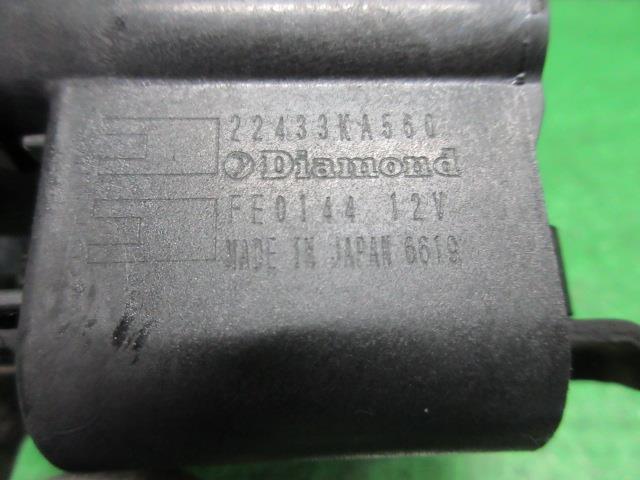 22433KA560
Diamond
FE0144 12V
MADE IN JAPAN 6619